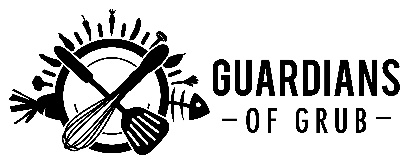 GUARDIANS
– OF GRUB –